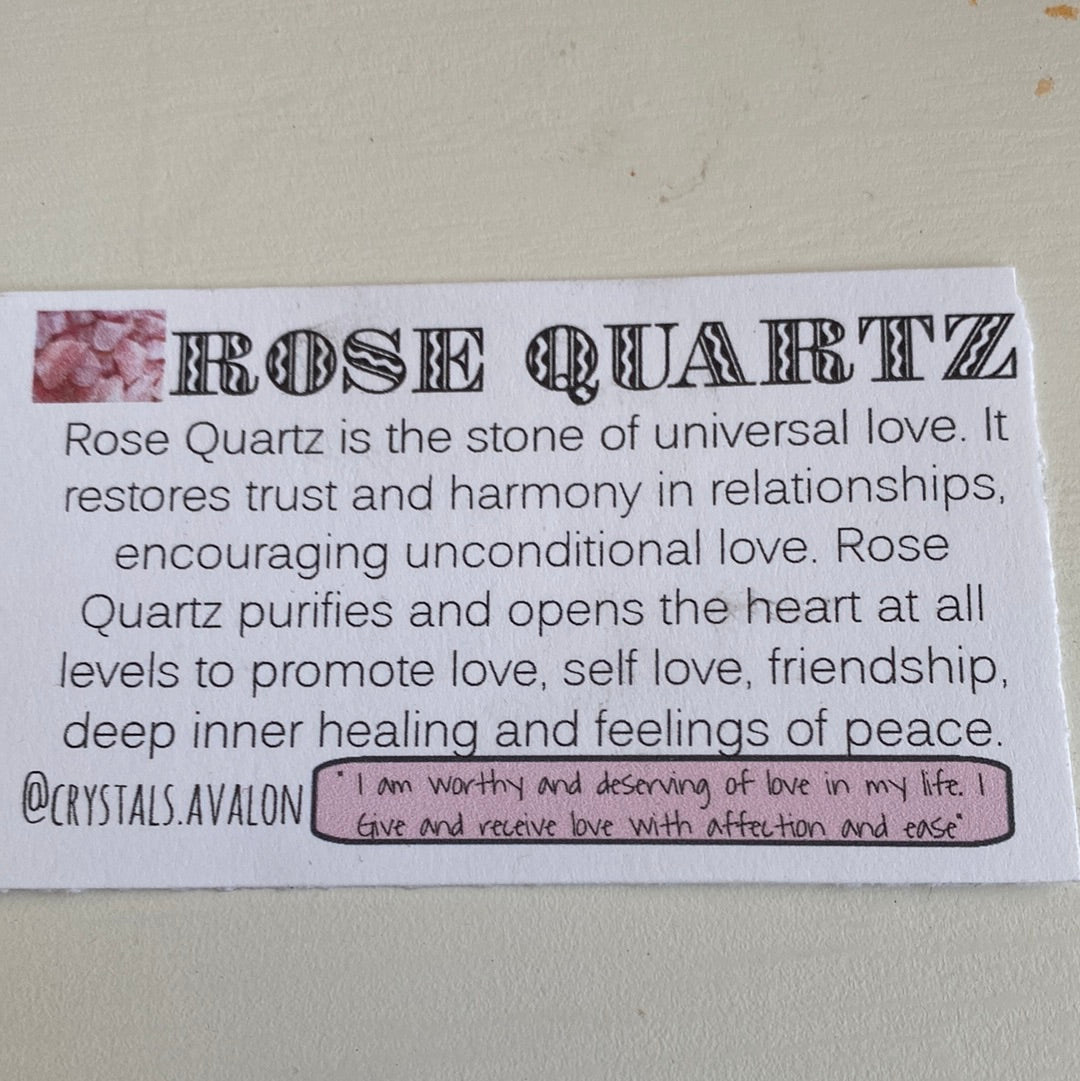 ROSE QUARTZ
Rose Quartz is the stone of universal love. It
restores trust and harmony in relationships,
encouraging unconditional love. Rose
Quartz purifies and opens the heart at all
levels to promote love, self love, friendship,
deep inner healing and feelings of peace.
@CRYSTALS.AVALON
"I am worthy and deserving of love in my life. I
Give and receive love with affection and ease"